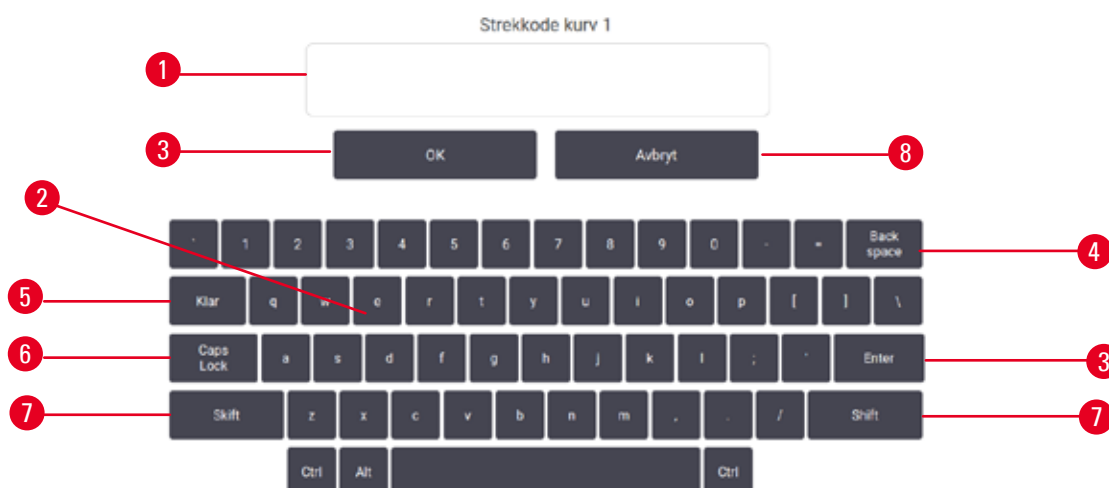 Strekkode kurv 1
1
3 OK Avbryt 8
2
` 1 2 3 4 5 6 7 8 9 0 - = Back space 4
5 Klar q w e r t y u i o p [ ] \
6 Caps Lock a s d f g h j k l ; ' Enter 3
7 Skift z x c v b n m , . / Shift 7
Ctrl Alt Ctrl